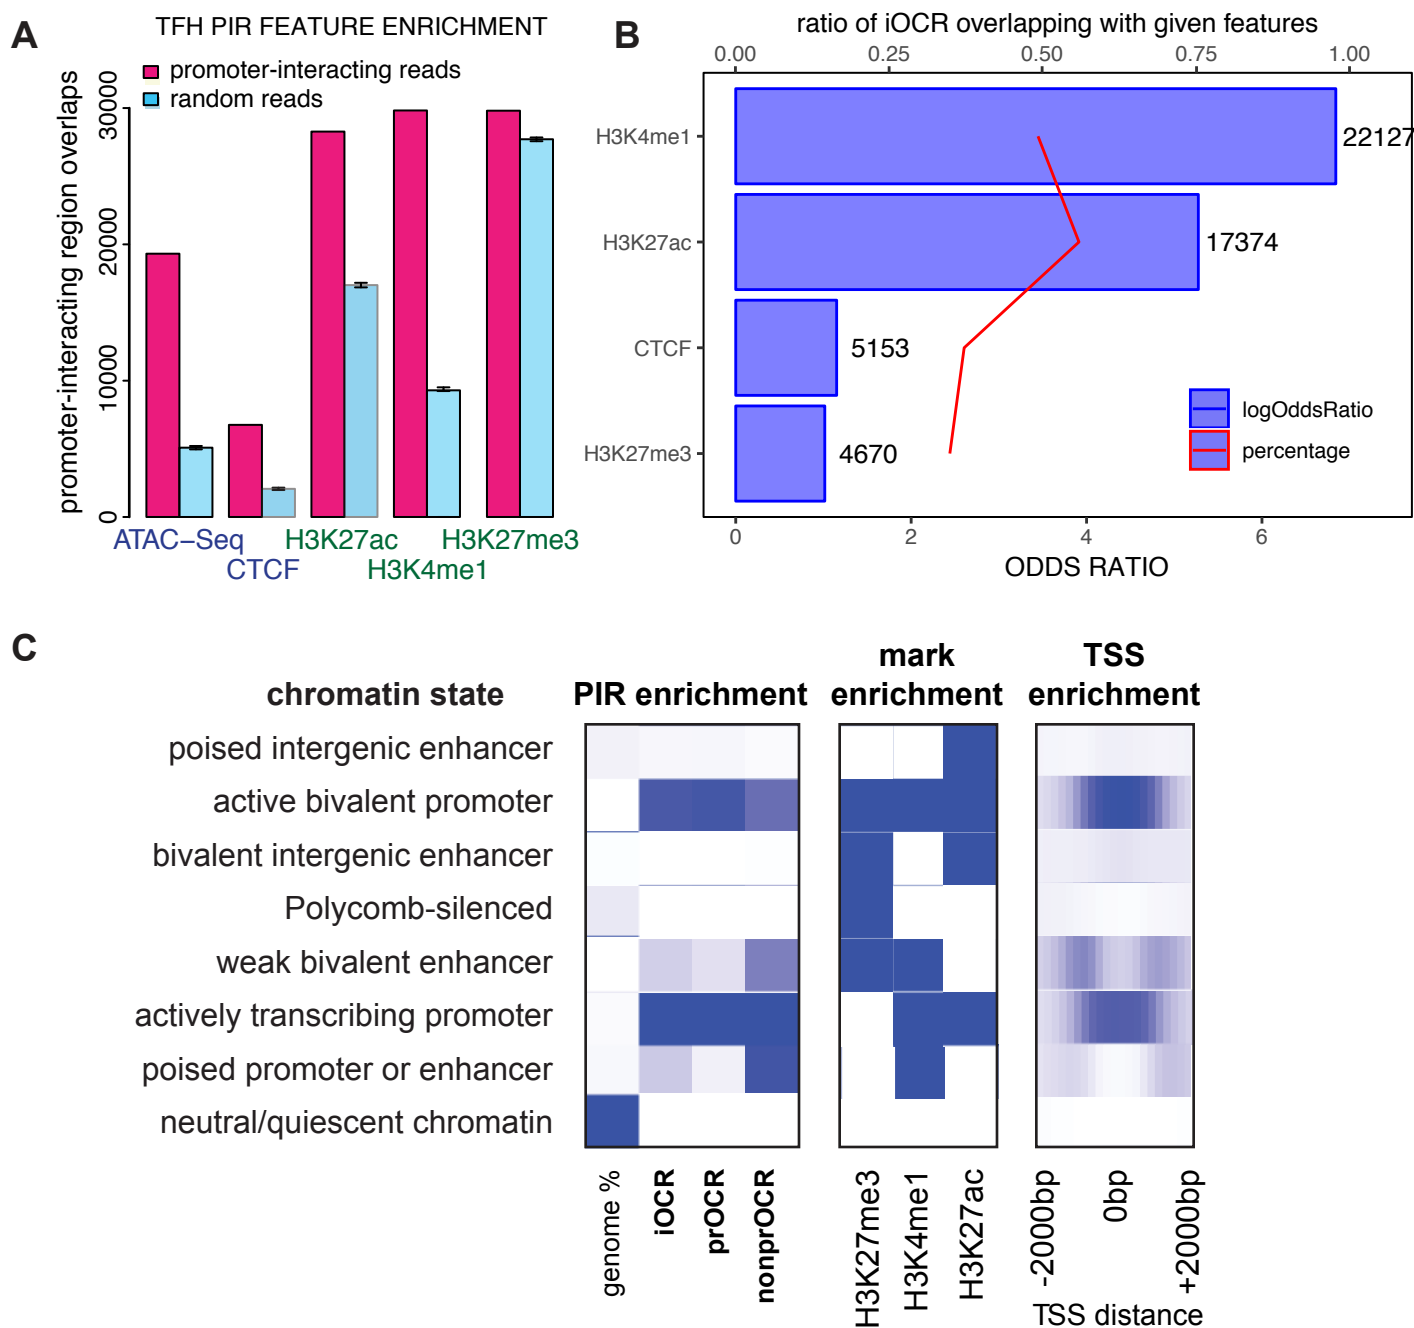 A
TFH PIR FEATURE ENRICHMENT
promoter-interacting reads
random reads
promoter-interacting region overlaps
0
10000
20000
30000
ATAC-Seq
CTCF
H3K27ac
H3K4me1
H3K27me3
B
ratio of iOCR overlapping with given features
0.00 0.25 0.50 0.75 1.00
H3K4me1 22127
H3K27ac 17374
CTCF 5153
H3K27me3 4670
logOddsRatio
percentage
0 2 4 6
ODDS RATIO
C
chromatin state
PIR enrichment
mark
enrichment
TSS
enrichment
poised intergenic enhancer
active bivalent promoter
bivalent intergenic enhancer
Polycomb-silenced
weak bivalent enhancer
actively transcribing promoter
poised promoter or enhancer
neutral/quiescent chromatin
genome %
iOCR
prOCR
nonprOCR
H3K27me3
H3K4me1
H3K27ac
-2000bp
0bp
+2000bp
TSS distance